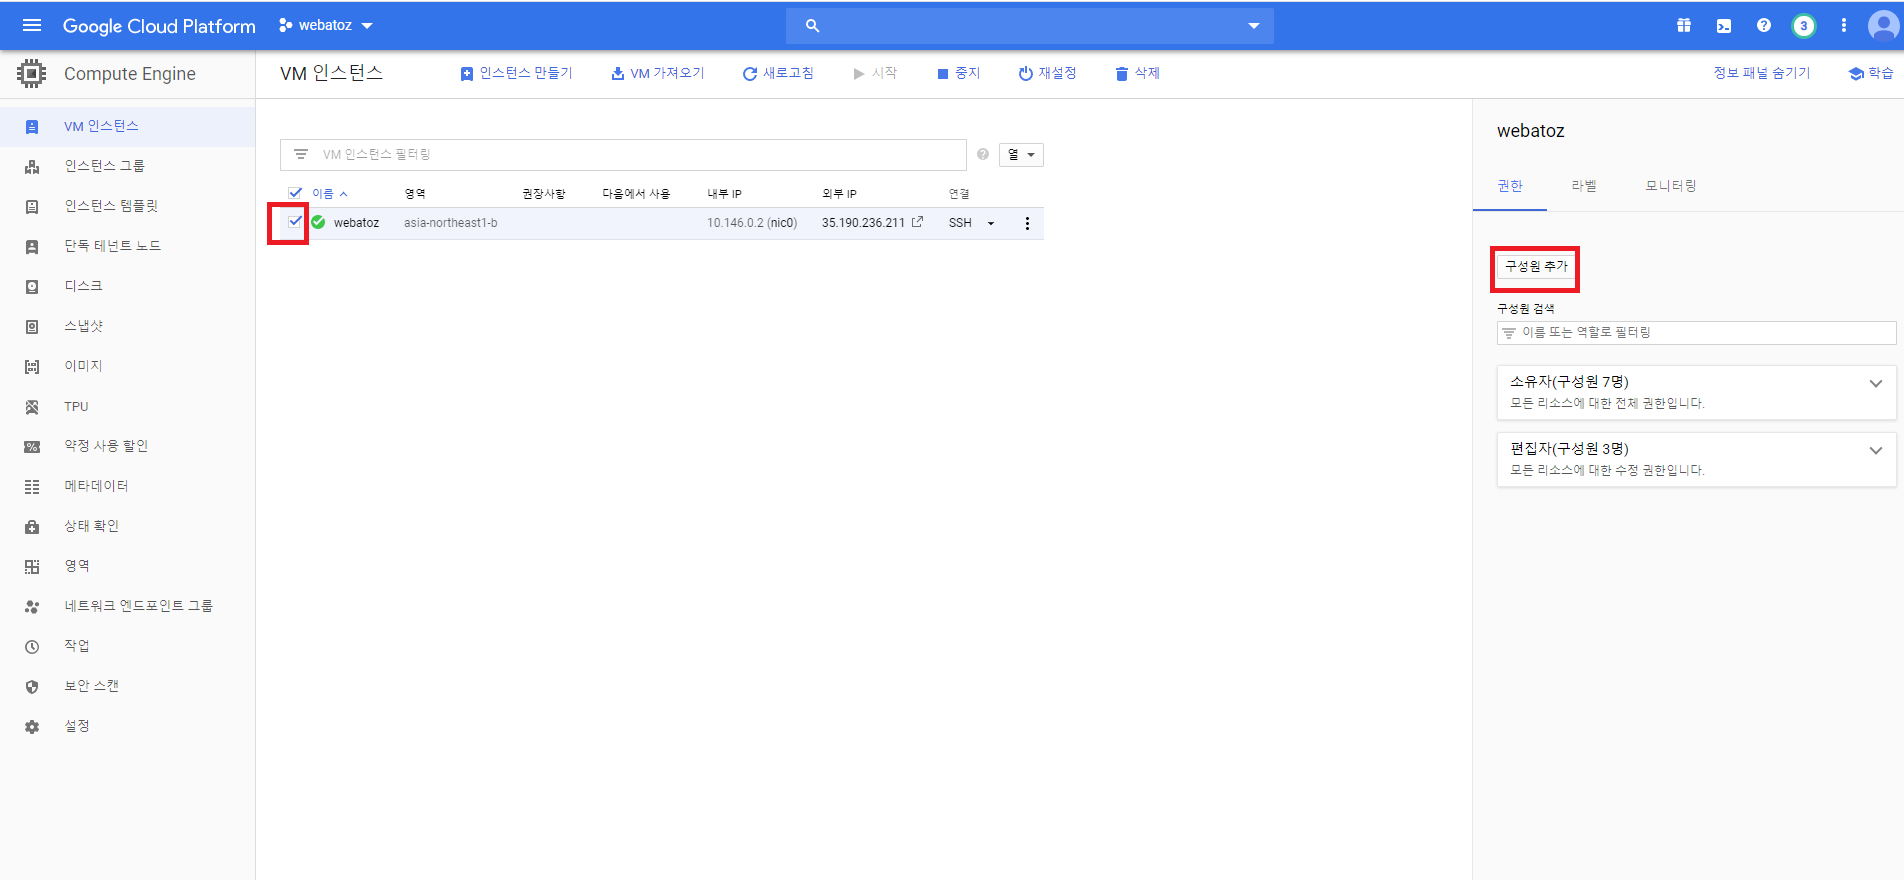 Google Cloud Platform webatoz 3
Compute Engine VM 인스턴스 인스턴스 만들기 VM 가져오기 새로고침 시작 중지 재설정 삭제 정보 패널 숨기기 학습
VM 인스턴스
인스턴스 그룹
인스턴스 템플릿
단독 테넌트 노드
디스크
스냅샷
이미지
TPU
약정 사용 할인
메타데이터
상태 확인
영역
네트워크 엔드포인트 그룹
작업
보안 스캔
설정
VM 인스턴스 필터링 열
이름 영역 권장사항 다음에서 사용 내부 IP 외부 IP 연결
webatoz asia-northeast1-b 10.146.0.2 (nic0) 35.190.236.211 SSH
webatoz
권한 라벨 모니터링
구성원 추가
구성원 검색
이름 또는 역할로 필터링
소유자(구성원 7명)
모든 리소스에 대한 전체 권한입니다.
편집자(구성원 3명)
모든 리소스에 대한 수정 권한입니다.